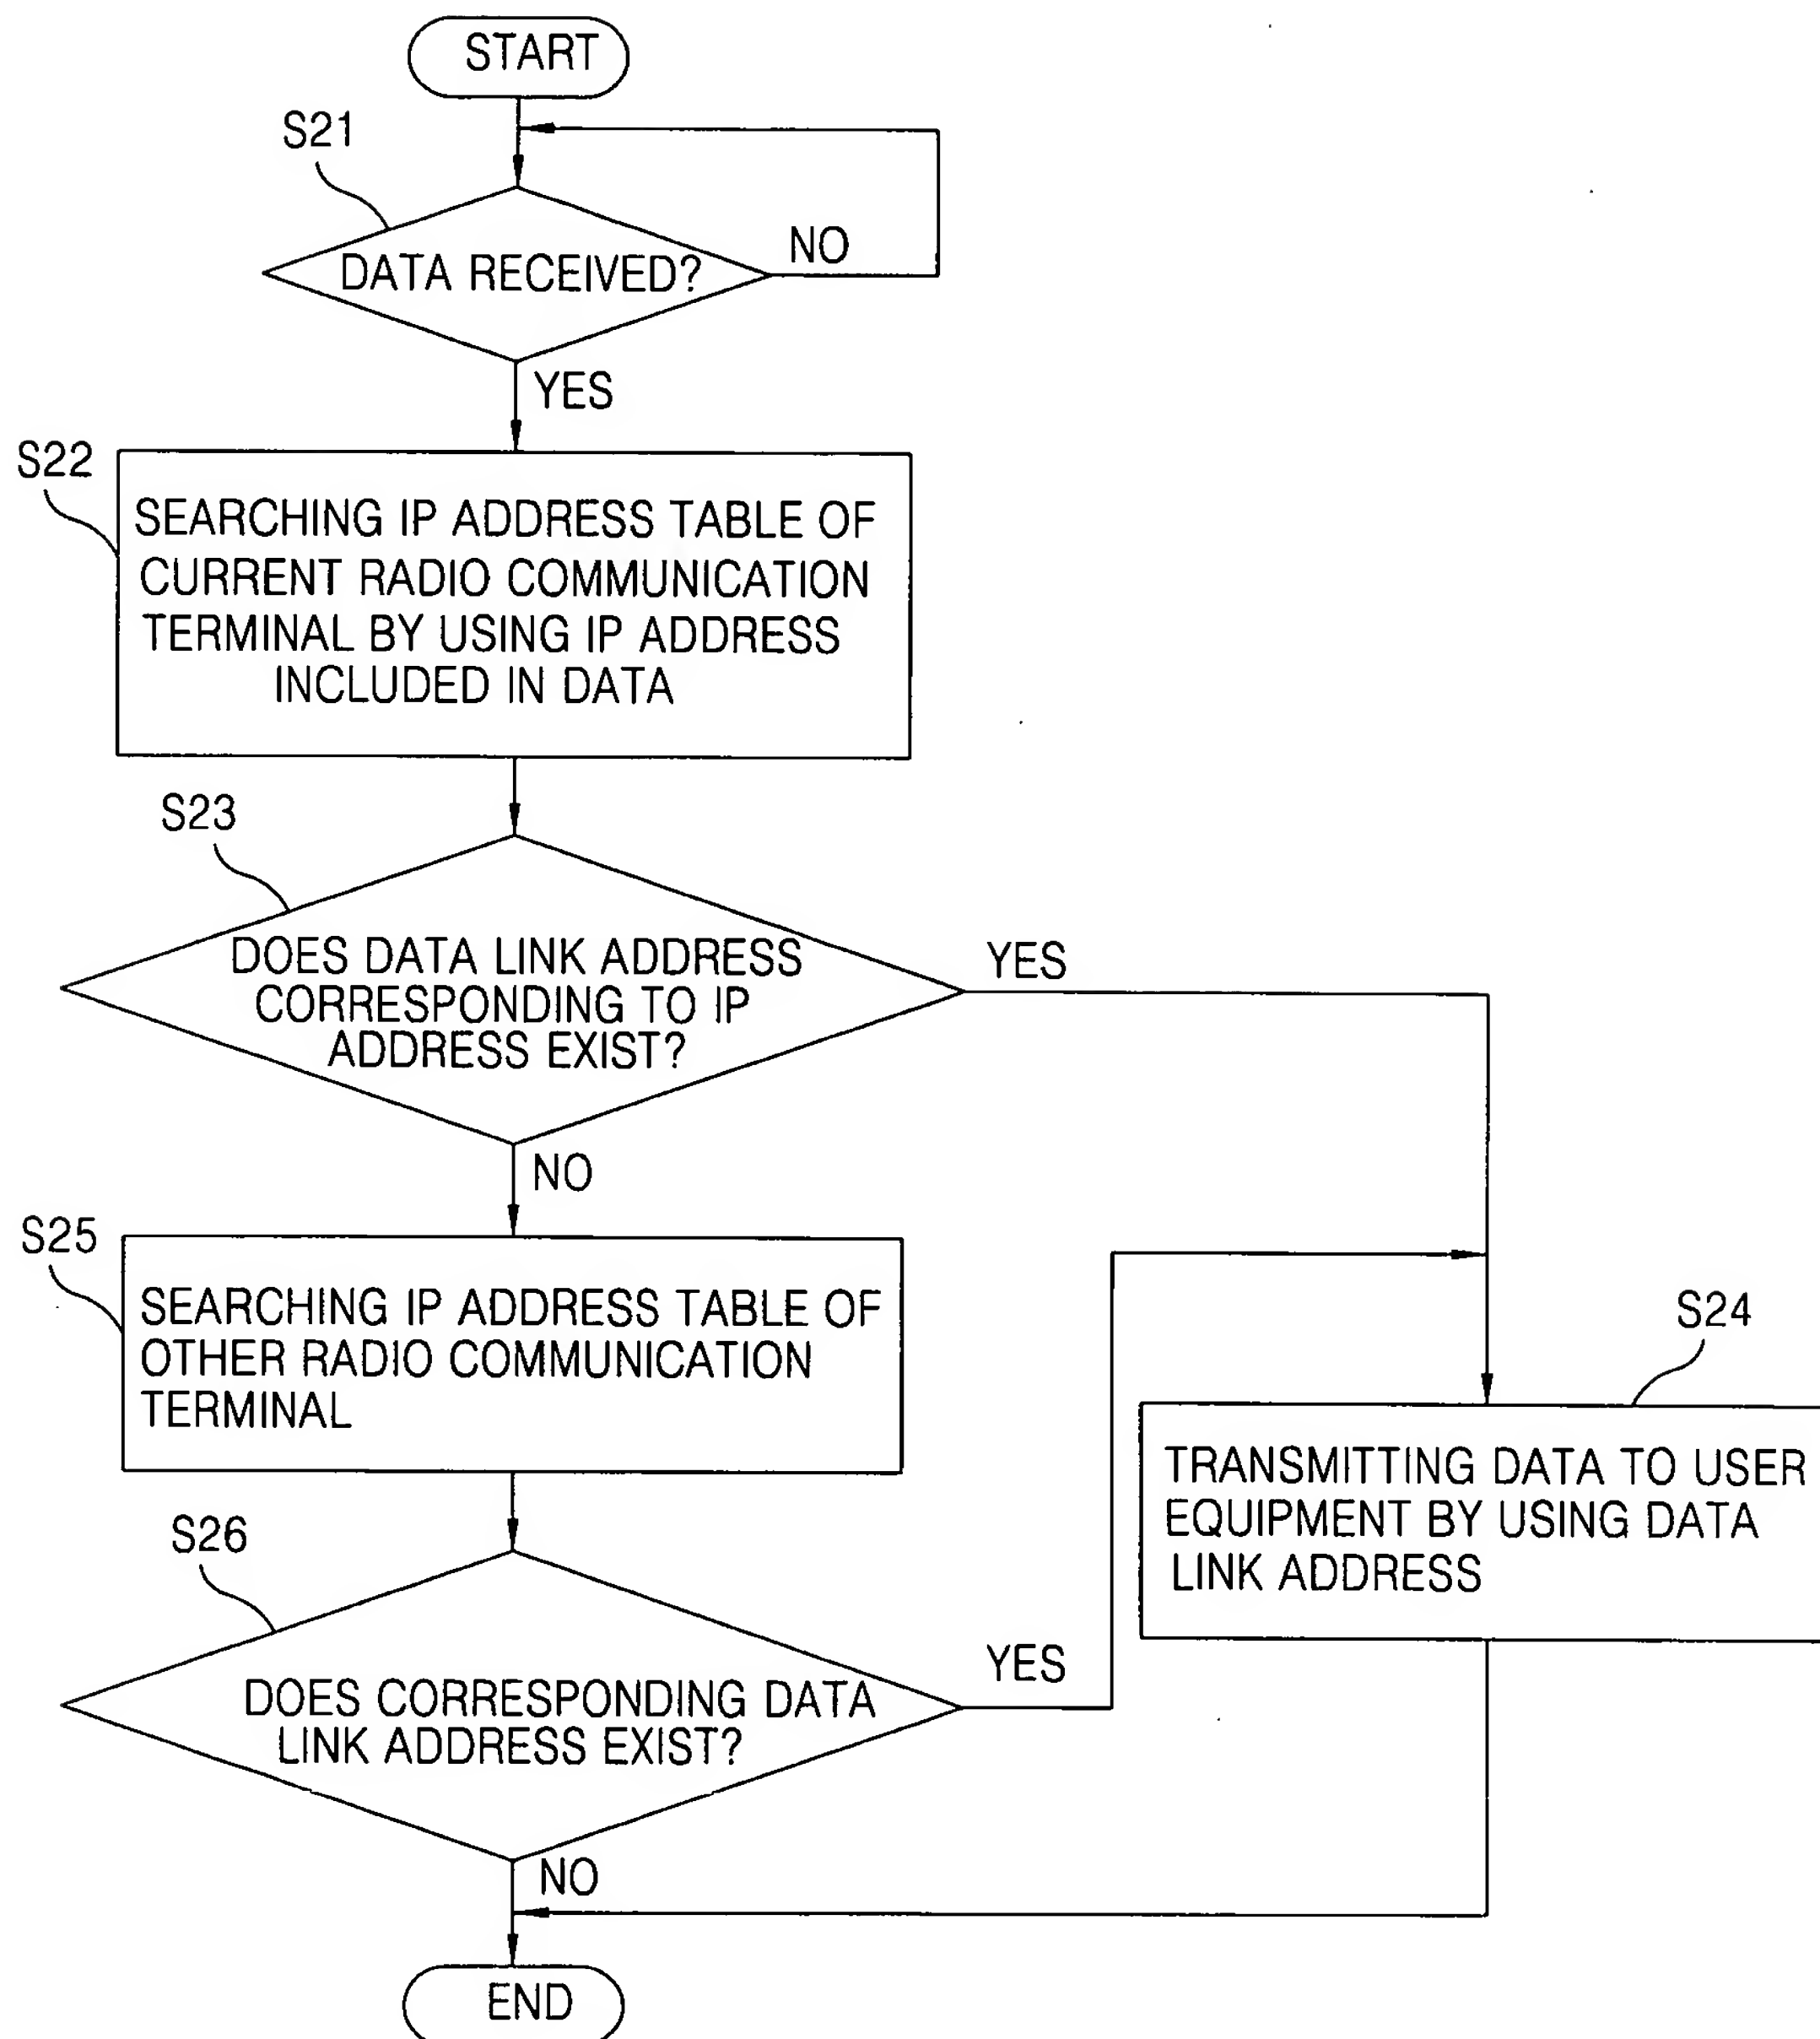 START
S21
NO
DATA RECEIVED?
YES
S22
SEARCHING IP ADDRESS TABLE OF
CURRENT RADIO COMMUNICATION
TERMINAL BY USING IP ADDRESS
INCLUDED IN DATA
S23
DOES DATA LINK ADDRESS
CORRESPONDING TO IP
ADDRESS EXIST?
YES
NO
S25
SEARCHING IP ADDRESS TABLE OF
OTHER RADIO COMMUNICATION
TERMINAL
S24
TRANSMITTING DATA TO USER
EQUIPMENT BY USING DATA
LINK ADDRESS
S26
YES
DOES CORRESPONDING DATA
LINK ADDRESS EXIST?
NO
END